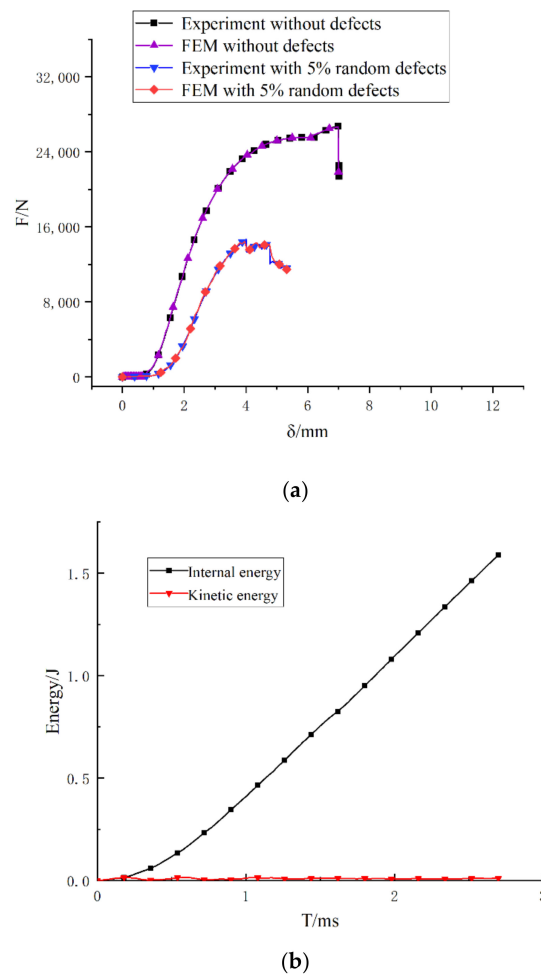 Experiment without defects
FEM without defects
Experiment with 5% random defects
FEM with 5% random defects
32,000
24,000
16,000
8,000
0
F/N
0 2 4 6 8 10 12
δ/mm
(a)
Internal energy
Kinetic energy
1.5
1.0
0.5
0.0
Energy/J
0 1 2 3
T/ms
(b)